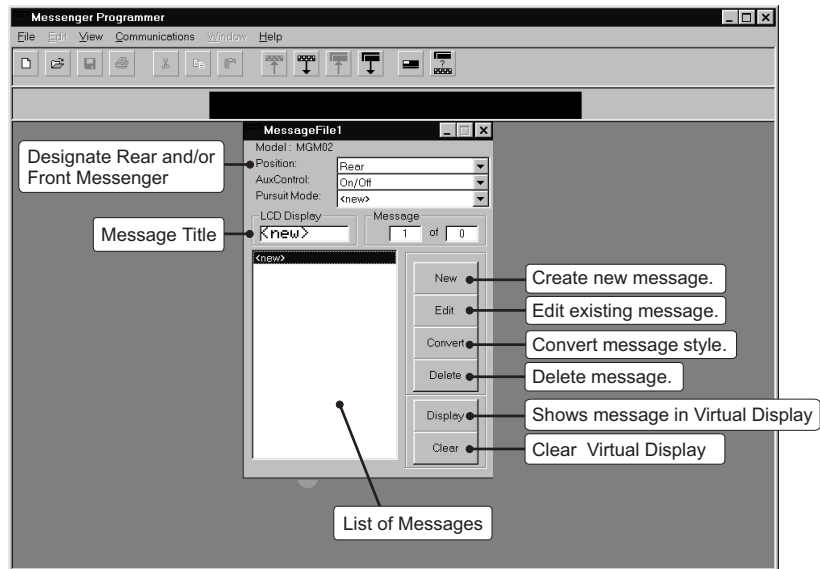 Messenger Programmer
File Edit View Communications Window Help
?
MessageFile1
Model: MGM02
Position: Rear
AuxControl: On/Off
Pursuit Mode: <new>
LCD Display Message
<new> 1 of 0
<new>
New
Edit
Convert
Delete
Display
Clear
Designate Rear and/or
Front Messenger
Message Title
Create new message.
Edit existing message.
Convert message style.
Delete message.
Shows message in Virtual Display
Clear Virtual Display
List of Messages